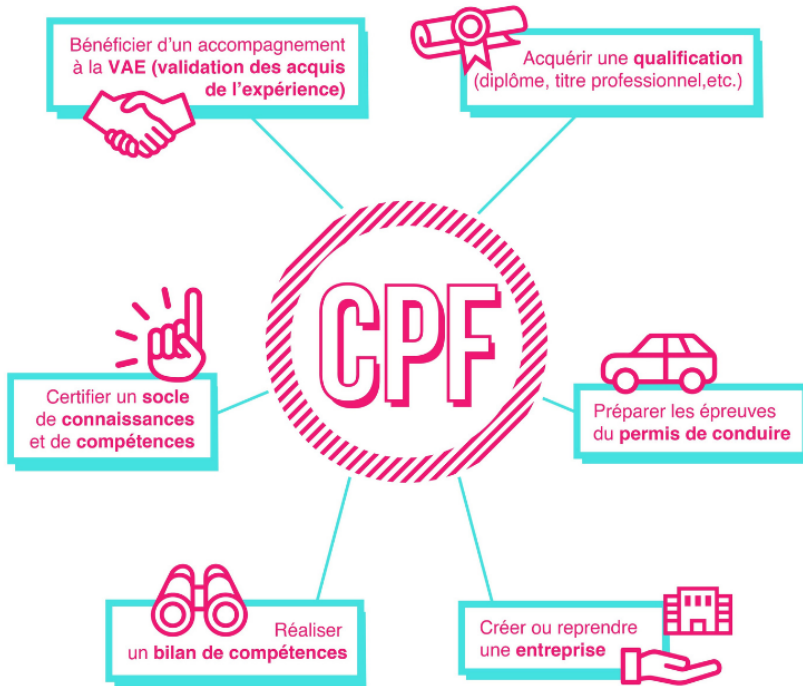 Bénéficier d'un accompagnement
à la VAE (validation des acquis
de l'expérience)
Acquérir une qualification
(diplôme, titre professionnel,etc.)
CPF
Certifier un socle
de connaissances
et de compétences
Préparer les épreuves
du permis de conduire
Réaliser
un bilan de compétences
Créer ou reprendre
une entreprise